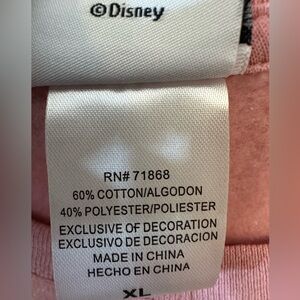 ©Disney
RN# 71868
60% COTTON/ALGODON
40% POLYESTER/POLIESTER
EXCLUSIVE OF DECORATION
EXCLUSIVO DE DECORACION
MADE IN CHINA
HECHO EN CHINA
XL